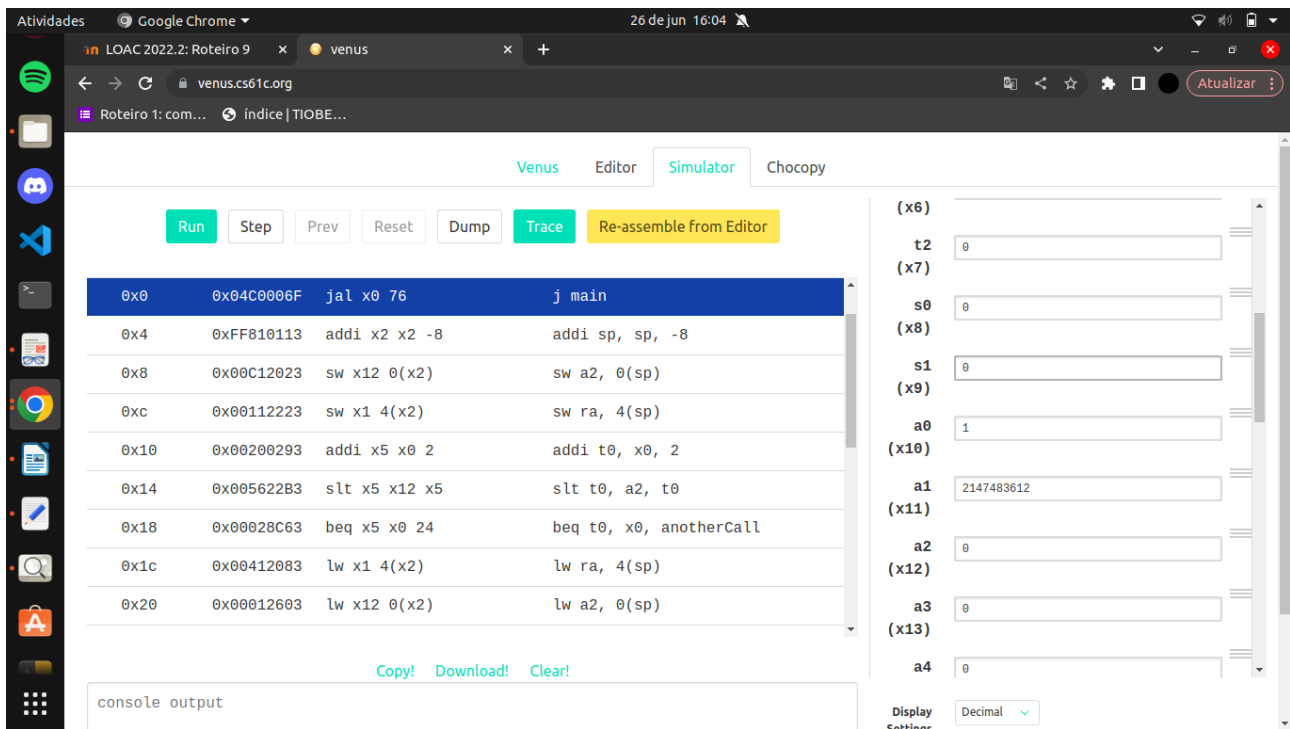 Atividades Google Chrome 26 de jun 16:04
LOAC 2022.2: Roteiro 9 × venus × +
venus.cs61c.org Atualizar
Roteiro 1: com... índice | TIOBE...
Venus Editor Simulator Chocopy
Run Step Prev Reset Dump Trace Re-assemble from Editor
0x0 0x04C0006F jal x0 76 j main
0x4 0xFF810113 addi x2 x2 -8 addi sp, sp, -8
0x8 0x00C12023 sw x12 0(x2) sw a2, 0(sp)
0xc 0x00112223 sw x1 4(x2) sw ra, 4(sp)
0x10 0x00200293 addi x5 x0 2 addi t0, x0, 2
0x14 0x005622B3 slt x5 x12 x5 slt t0, a2, t0
0x18 0x00028C63 beq x5 x0 24 beq t0, x0, anotherCall
0x1c 0x00412083 lw x1 4(x2) lw ra, 4(sp)
0x20 0x00012603 lw x12 0(x2) lw a2, 0(sp)
Copy! Download! Clear!
console output
(x6)
t2 0
(x7)
s0 0
(x8)
s1 0
(x9)
a0 1
(x10)
a1 2147483612
(x11)
a2 0
(x12)
a3 0
(x13)
a4 0
Display Decimal
Settings